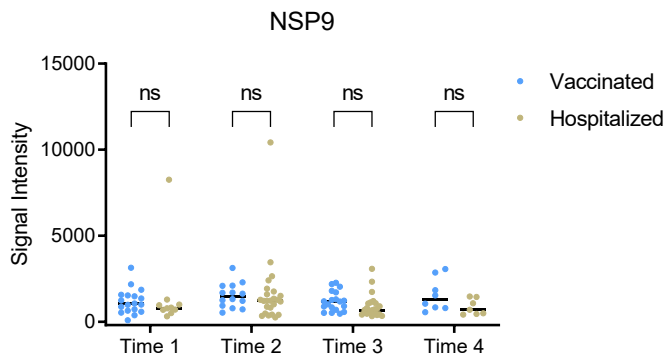 NSP9
15000
10000
5000
0
Signal Intensity
ns ns ns ns
Time 1 Time 2 Time 3 Time 4
Vaccinated
Hospitalized